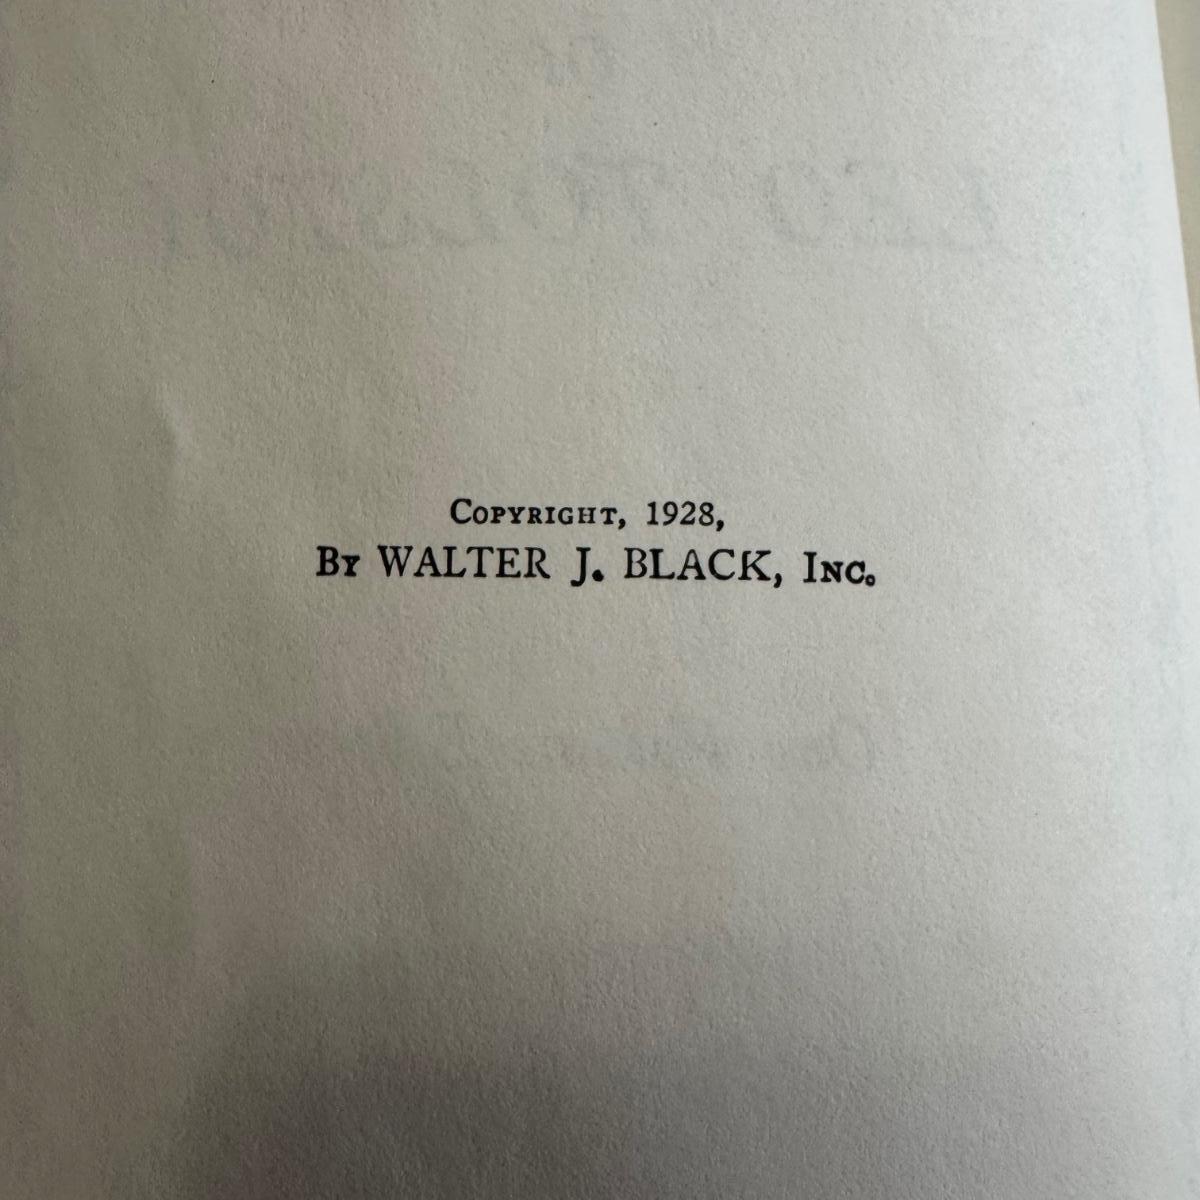 COPYRIGHT, 1928,
BY WALTER J. BLACK, INC.